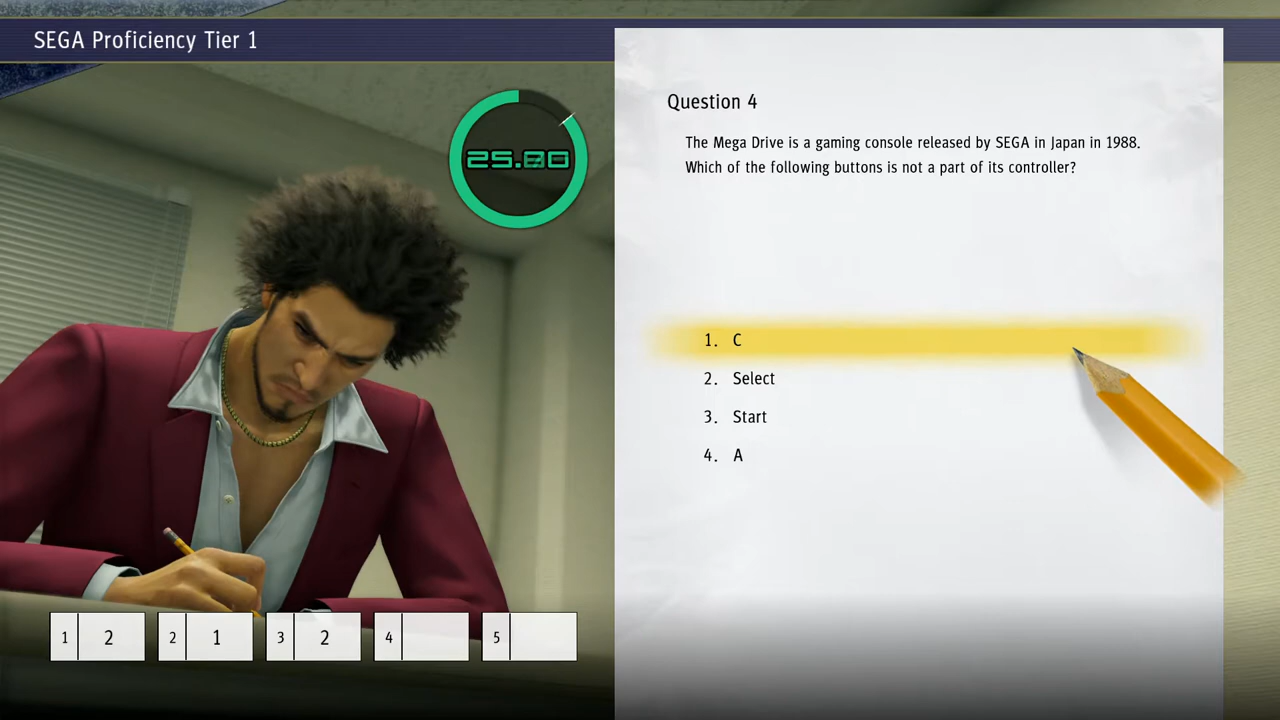 SEGA Proficiency Tier 1
25.80
Question 4
The Mega Drive is a gaming console released by SEGA in Japan in 1988.
Which of the following buttons is not a part of its controller?
1. C
2. Select
3. Start
4. A
1 2 2 1 3 2 4 5